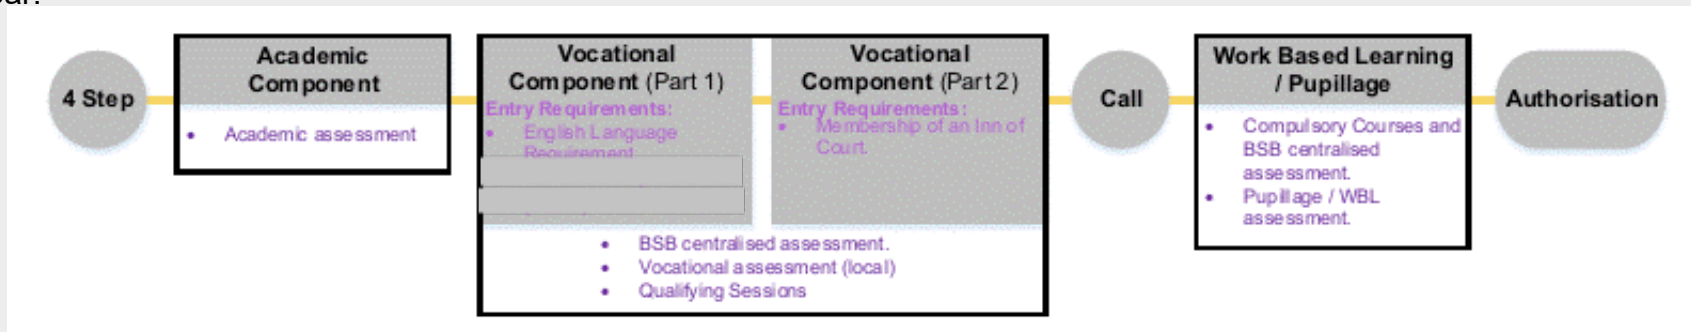 4 Step
Academic
Component
• Academic assessment
Vocational
Component (Part 1)
Entry Requirements:
• English Language
Requirement
Vocational
Component (Part 2)
Entry Requirements:
• Membership of an Inn of
Court.
• BSB centralised assessment.
• Vocational assessment (local)
• Qualifying Sessions
Call
Work Based Learning
/ Pupillage
• Compulsory Courses and
BSB centralised
assessment.
• Pupillage / WBL
assessment.
Authorisation